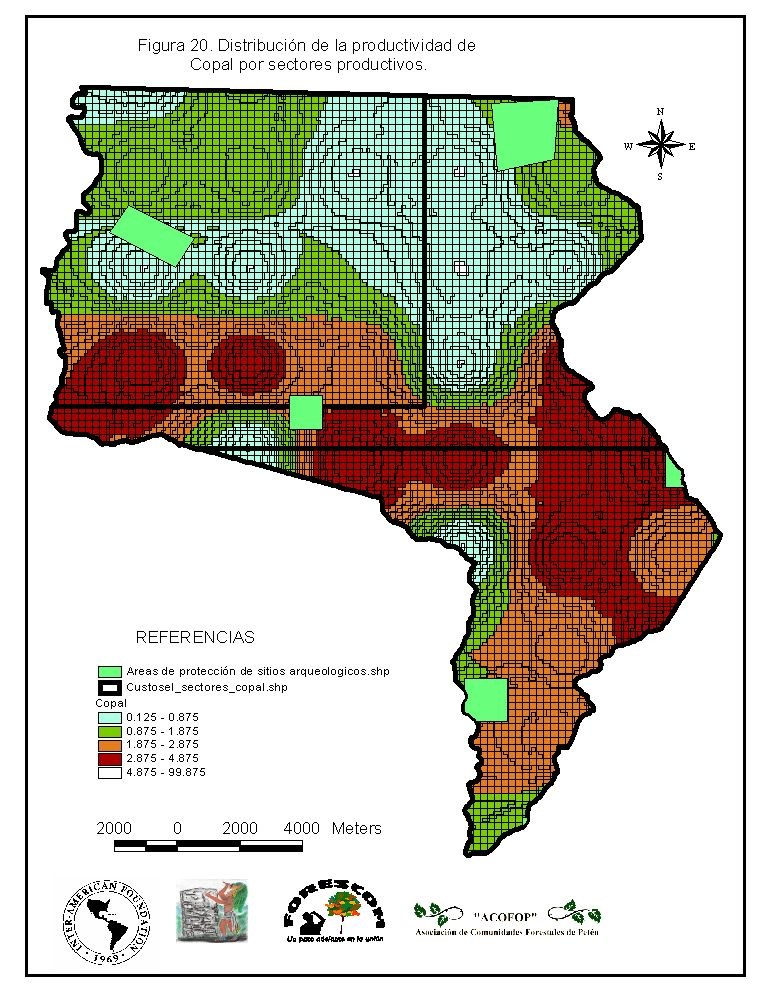 Figura 20. Distribución de la productividad de
Copal por sectores productivos.
N
W E
S
REFERENCIAS
Areas de protección de sitios arqueologicos.shp
Custosel_sectores_copal.shp
Copal
0.125 - 0.875
0.875 - 1.875
1.875 - 2.875
2.875 - 4.875
4.875 - 99.875
2000 0 2000 4000 Meters
INTER-AMERICAN FOUNDATION
• 1969 •
FORESCOM
Un paso adelante en la unión
"ACOFOP"
Asociación de Comunidades Forestales de Petén